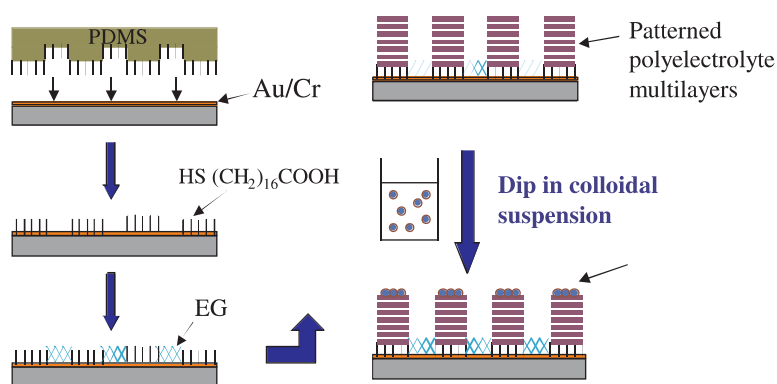 PDMS
Au/Cr
HS (CH2)16COOH
EG
Patterned
polyelectrolyte
multilayers
Dip in colloidal
suspension